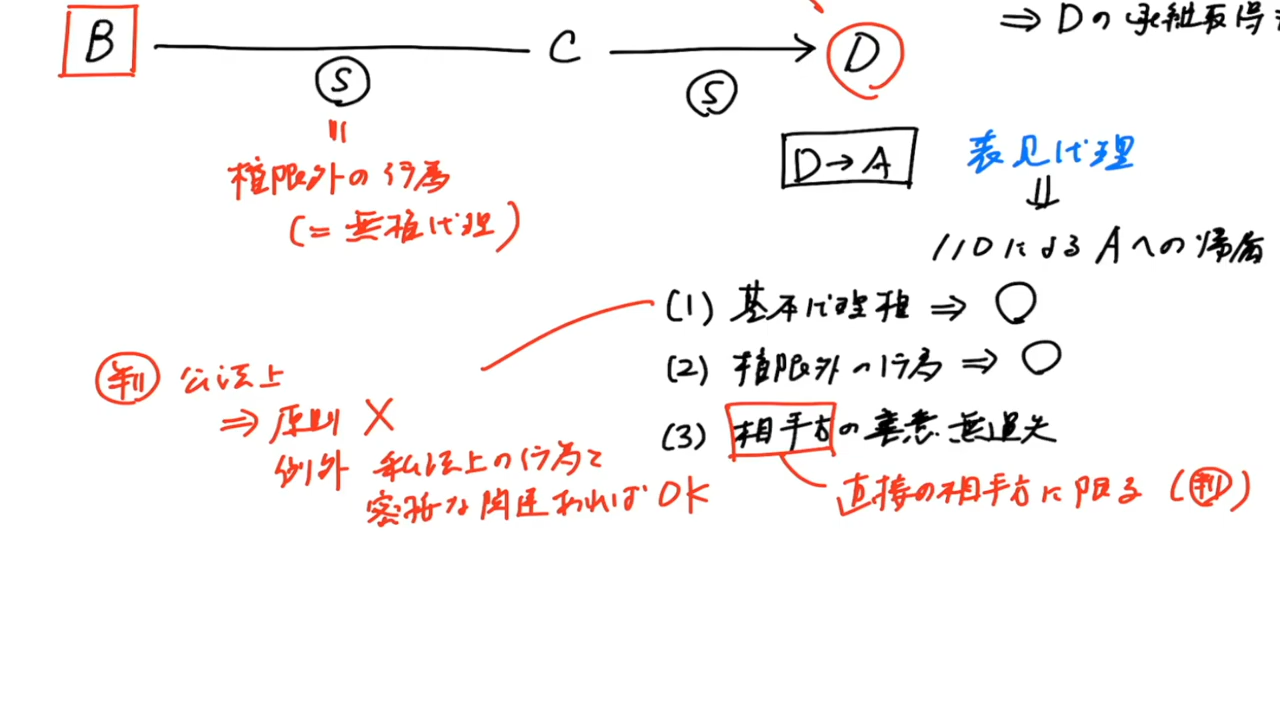 ⇒ Dの承継取得
B C D
S S
権限外の行為
(=無権代理)
D→A
表見代理
⇓
110によるAへの帰属
(1) 基本代理権 ⇒ ○
(2) 権限外の行為 ⇒ ○
(3) 相手方の善意無過失
直接の相手方に限る (判)
判 公法上
⇒ 原則 X
例外 私法上の行為と
密接な関連あればOK